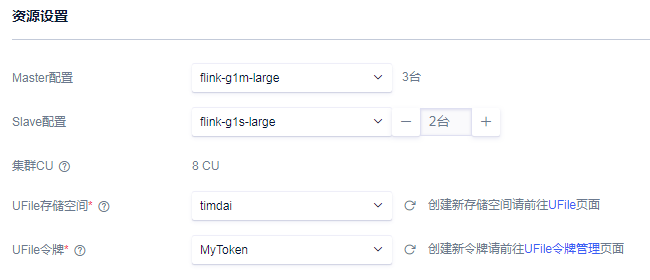 资源设置
Master配置 flink-g1m-large 3台
Slave配置 flink-g1s-large − 2台 +
集群CU ? 8 CU
UFile存储空间* ? timdai 创建新存储空间请前往UFile页面
UFile令牌* ? MyToken 创建新令牌请前往UFile令牌管理页面